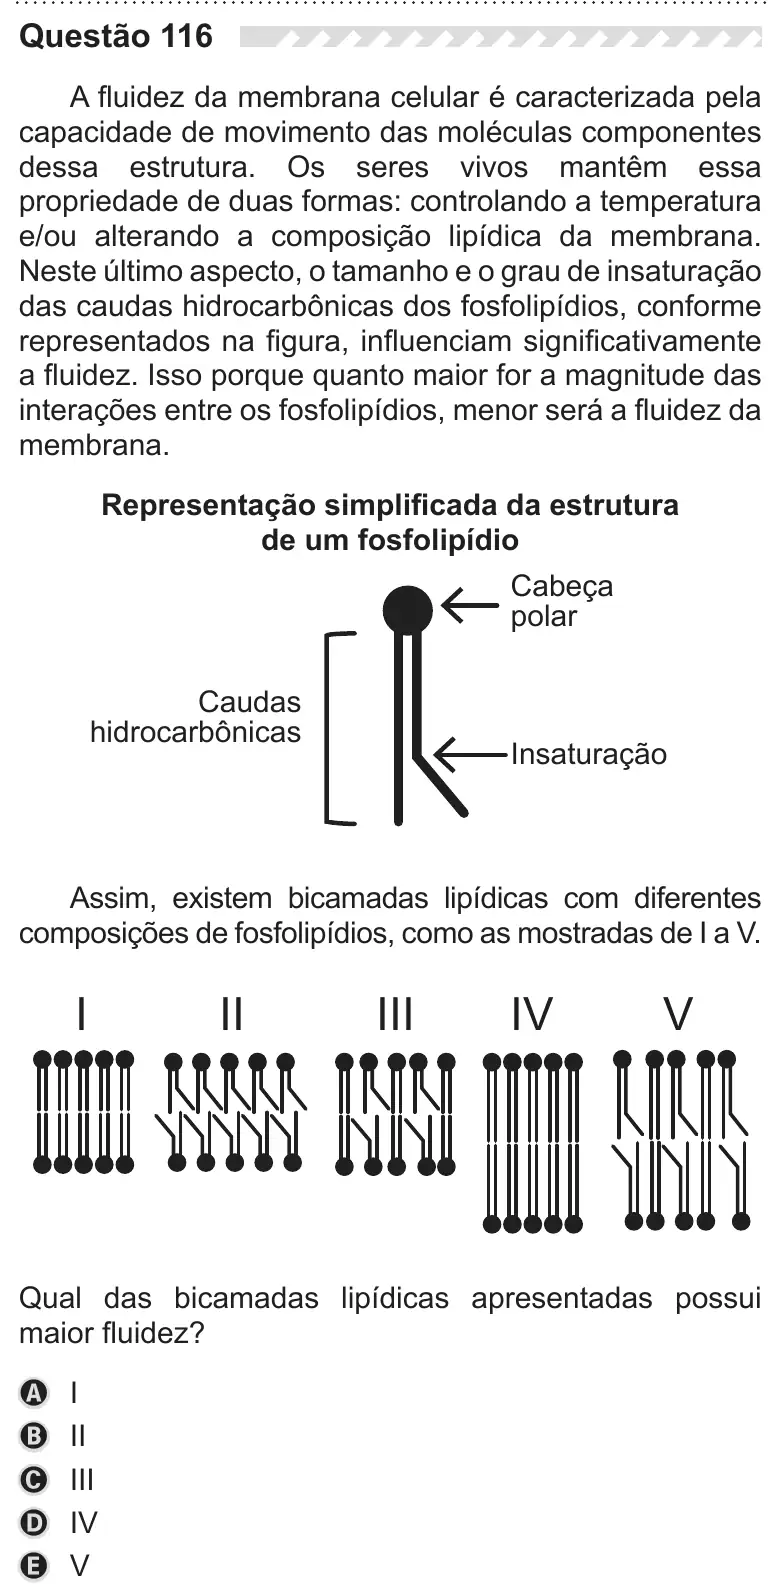 Questão 116
A fluidez da membrana celular é caracterizada pela
capacidade de movimento das moléculas componentes
dessa estrutura. Os seres vivos mantêm essa
propriedade de duas formas: controlando a temperatura
e/ou alterando a composição lipídica da membrana.
Neste último aspecto, o tamanho e o grau de insaturação
das caudas hidrocarbônicas dos fosfolipídios, conforme
representados na figura, influenciam significativamente
a fluidez. Isso porque quanto maior for a magnitude das
interações entre os fosfolipídios, menor será a fluidez da
membrana.
Representação simplificada da estrutura
de um fosfolipídio
Cabeça
polar
Caudas
hidrocarbônicas
Insaturação
Assim, existem bicamadas lipídicas com diferentes
composições de fosfolipídios, como as mostradas de I a V.
I II III IV V
Qual das bicamadas lipídicas apresentadas possui
maior fluidez?
A I
B II
C III
D IV
E V